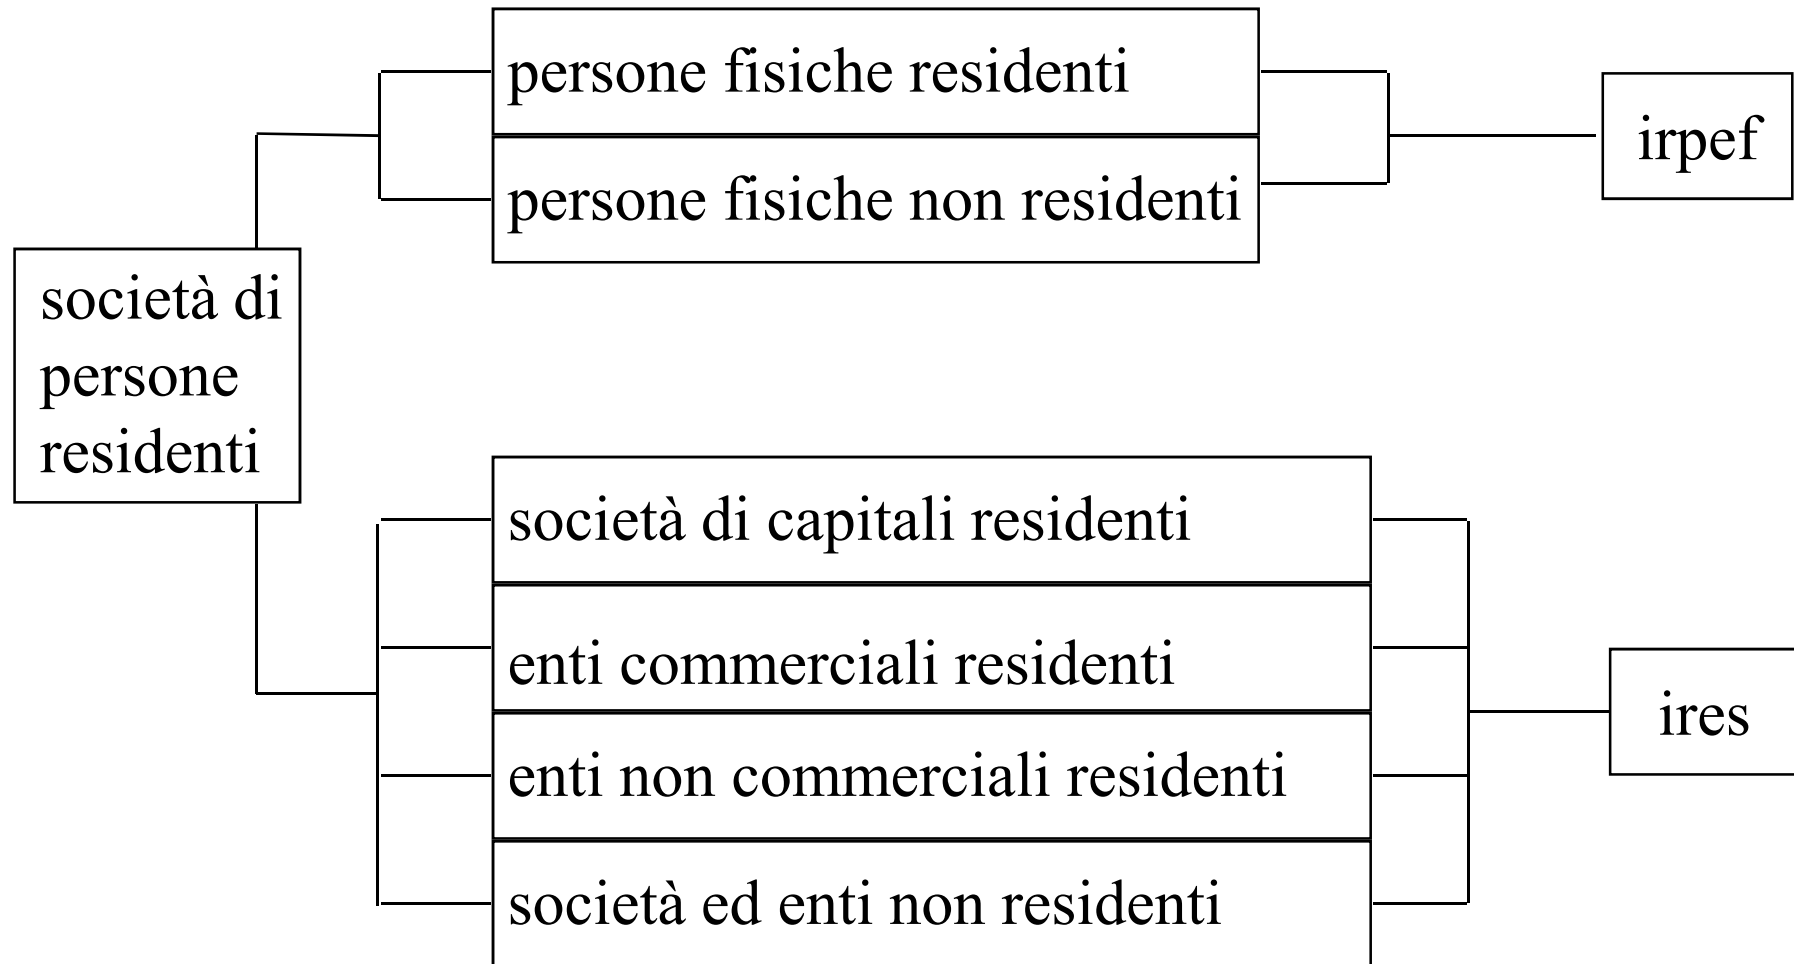 persone fisiche residenti
irpef
persone fisiche non residenti
società di
persone
residenti
società di capitali residenti
enti commerciali residenti
ires
enti non commerciali residenti
società ed enti non residenti